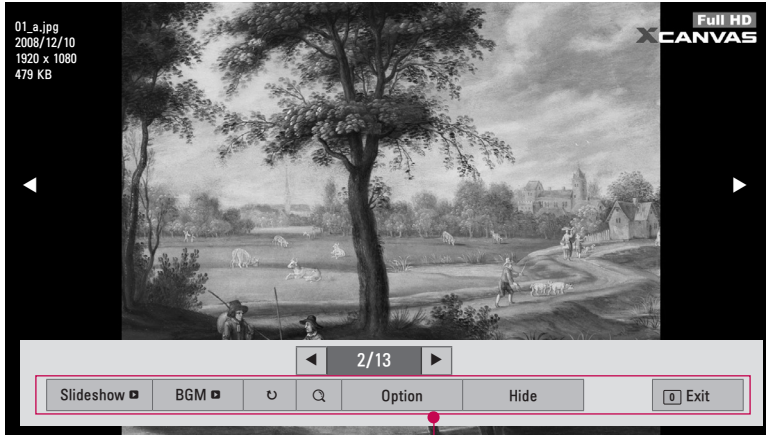 01_a.jpg
2008/12/10
1920 x 1080
479 KB
Full HD
XCANVAS
2/13
Slideshow
BGM
Option
Hide
0 Exit